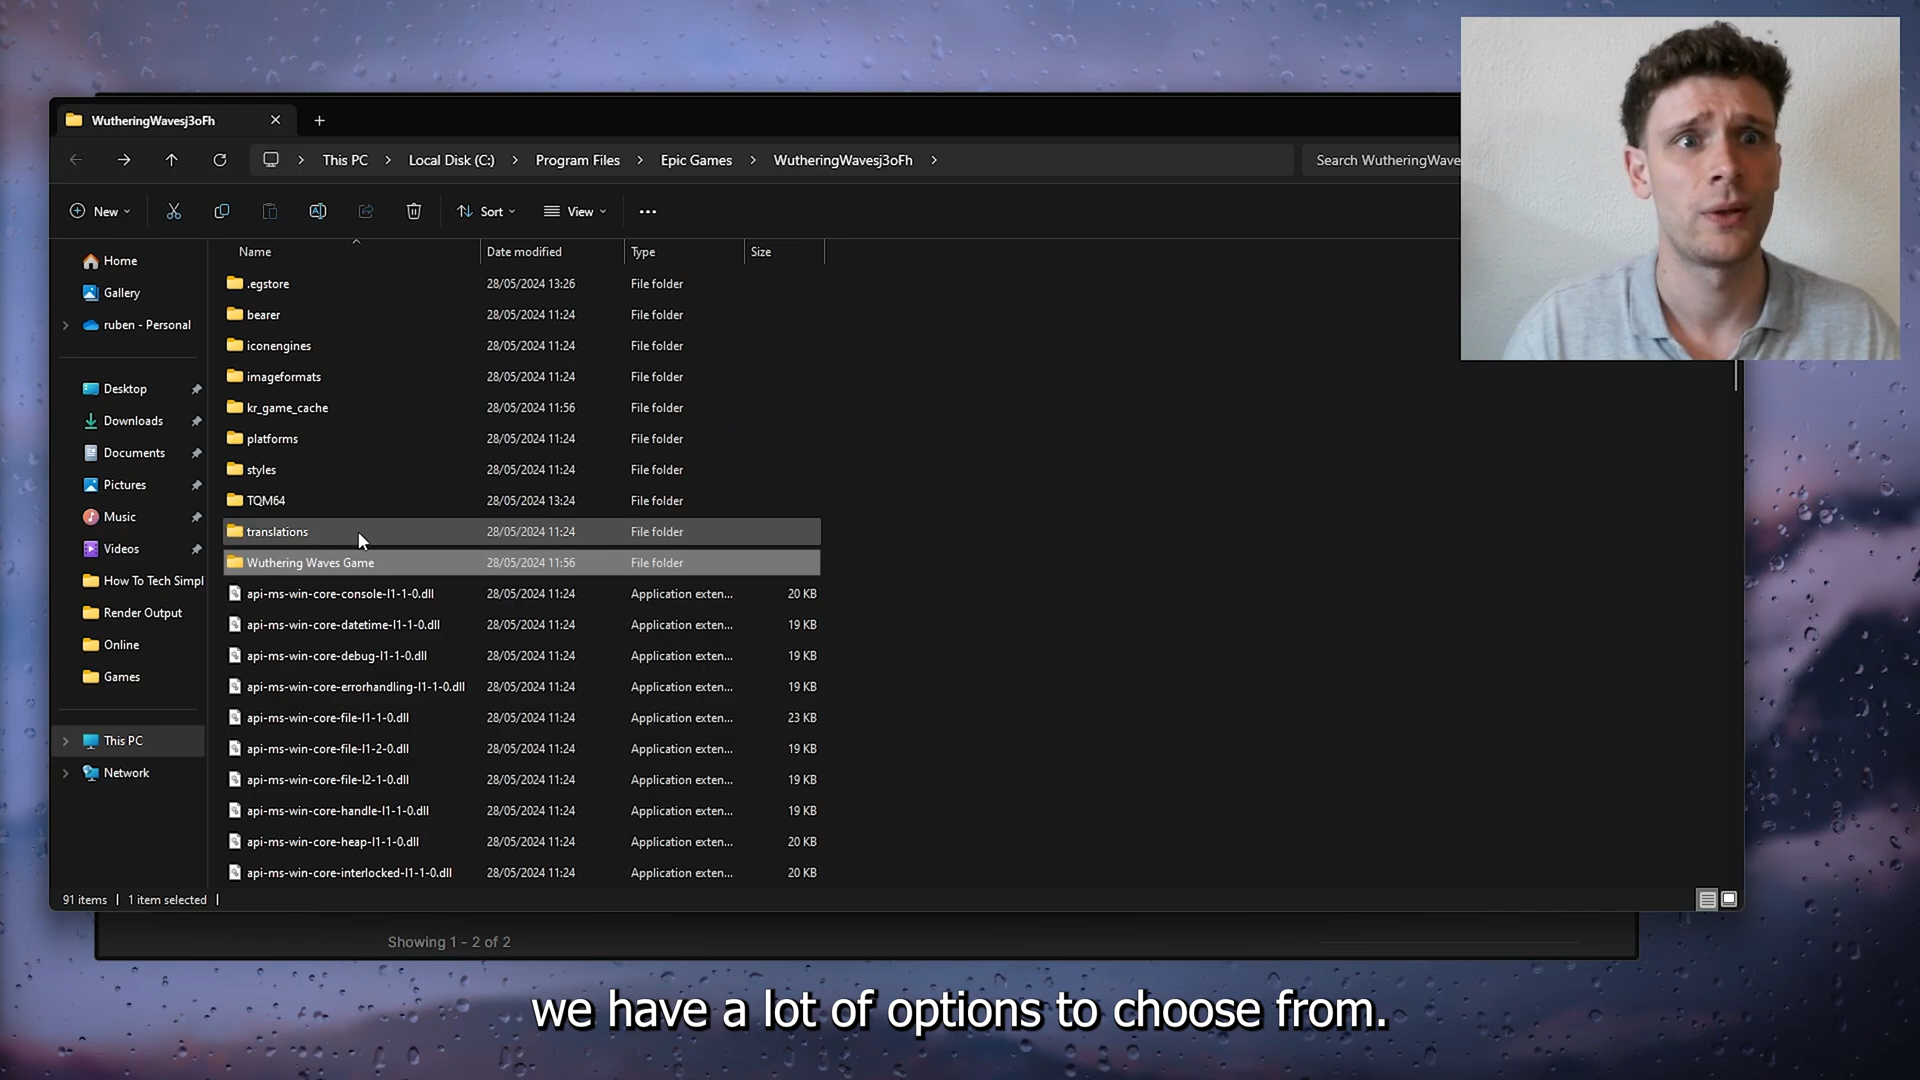 WutheringWavesj3oFh
This PC
Local Disk (C:)
Program Files
Epic Games
WutheringWavesj3oFh
Search WutheringWave
New
Sort
View
Name
Date modified
Type
Size
Home
Gallery
ruben - Personal
Desktop
Downloads
Documents
Pictures
Music
Videos
How To Tech Simpl
Render Output
Online
Games
This PC
Network
.egstore 28/05/2024 13:26 File folder
bearer 28/05/2024 11:24 File folder
iconengines 28/05/2024 11:24 File folder
imageformats 28/05/2024 11:24 File folder
kr_game_cache 28/05/2024 11:56 File folder
platforms 28/05/2024 11:24 File folder
styles 28/05/2024 11:24 File folder
TQM64 28/05/2024 13:24 File folder
translations 28/05/2024 11:24 File folder
Wuthering Waves Game 28/05/2024 11:56 File folder
api-ms-win-core-console-l1-1-0.dll 28/05/2024 11:24 Application exten... 20 KB
api-ms-win-core-datetime-l1-1-0.dll 28/05/2024 11:24 Application exten... 19 KB
api-ms-win-core-debug-l1-1-0.dll 28/05/2024 11:24 Application exten... 19 KB
api-ms-win-core-errorhandling-l1-1-0.dll 28/05/2024 11:24 Application exten... 19 KB
api-ms-win-core-file-l1-1-0.dll 28/05/2024 11:24 Application exten... 23 KB
api-ms-win-core-file-l1-2-0.dll 28/05/2024 11:24 Application exten... 19 KB
api-ms-win-core-file-l2-1-0.dll 28/05/2024 11:24 Application exten... 19 KB
api-ms-win-core-handle-l1-1-0.dll 28/05/2024 11:24 Application exten... 19 KB
api-ms-win-core-heap-l1-1-0.dll 28/05/2024 11:24 Application exten... 20 KB
api-ms-win-core-interlocked-l1-1-0.dll 28/05/2024 11:24 Application exten... 20 KB
91 items
1 item selected
Showing 1 - 2 of 2
we have a lot of options to choose from.